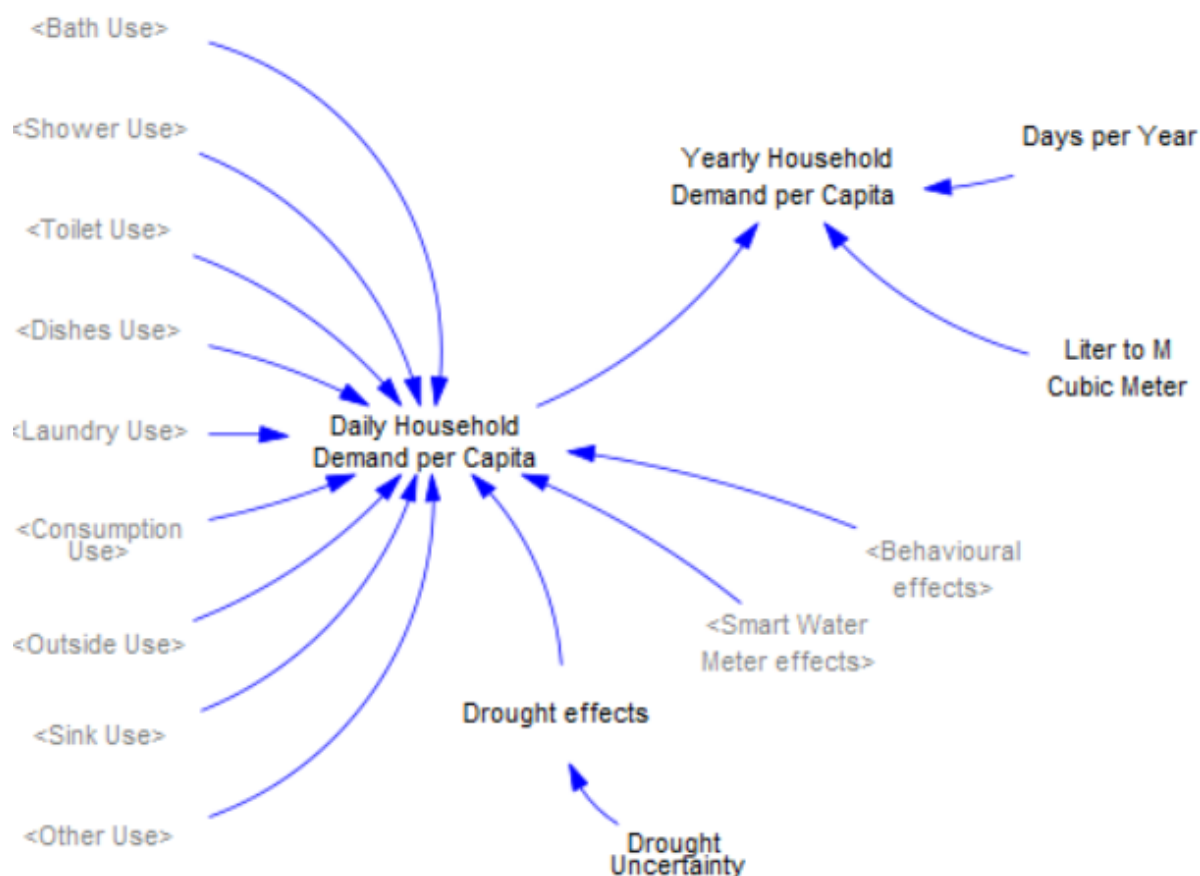 <Bath Use>
<Shower Use>
<Toilet Use>
<Dishes Use>
<Laundry Use>
<Consumption
Use>
<Outside Use>
<Sink Use>
<Other Use>
Daily Household
Demand per Capita
Yearly Household
Demand per Capita
Days per Year
Liter to M
Cubic Meter
<Behavioural
effects>
<Smart Water
Meter effects>
Drought effects
Drought
Uncertainty